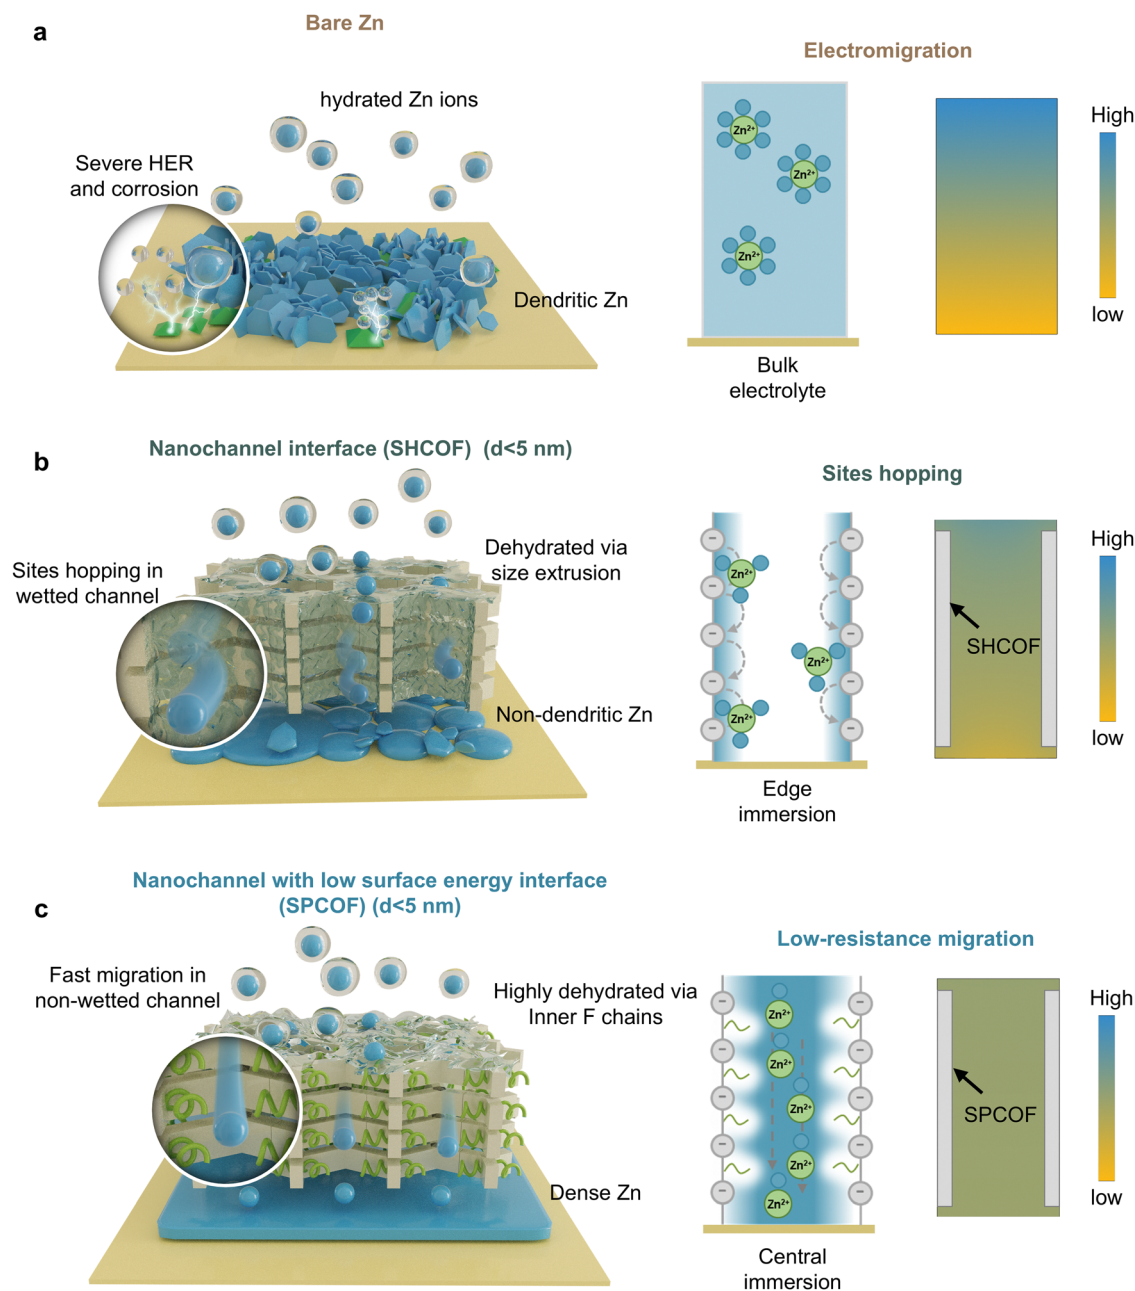 a
Bare Zn
Electromigration
hydrated Zn ions
Severe HER
and corrosion
Dendritic Zn
Zn2+
Zn2+
Zn2+
Bulk
electrolyte
High
low
b
Nanochannel interface (SHCOF) (d<5 nm)
Sites hopping
Sites hopping in
wetted channel
Dehydrated via
size extrusion
Non-dendritic Zn
−
−
−
−
−
−
−
−
−
−
Zn2+
Zn2+
Zn2+
Edge
immersion
SHCOF
High
low
c
Nanochannel with low surface energy interface
(SPCOF) (d<5 nm)
Low-resistance migration
Fast migration in
non-wetted channel
Highly dehydrated via
Inner F chains
Dense Zn
−
−
−
−
−
−
−
−
−
−
Zn2+
Zn2+
Zn2+
Zn2+
Zn2+
Central
immersion
SPCOF
High
low